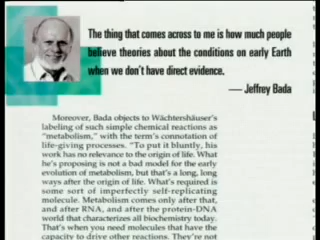 The thing that comes across to me is how much people
believe theories about the conditions on early Earth
when we don't have direct evidence.
— Jeffrey Bada
Moreover, Bada objects to Wächtershäuser's
labeling of such simple chemical reactions as
"metabolism," with the term's connotation of
life-giving processes. "To put it bluntly, his
work has no relevance to the origin of life. What
he's proposing is not a bad model for the early
evolution of metabolism, but that's a long, long
ways after the origin of life. What's required is
some sort of imperfectly self-replicating
molecule. Metabolism comes only after that,
and after RNA, and after the protein-DNA
world that characterizes all biochemistry today.
That's when you need molecules that have the
capacity to drive other reactions. They're not